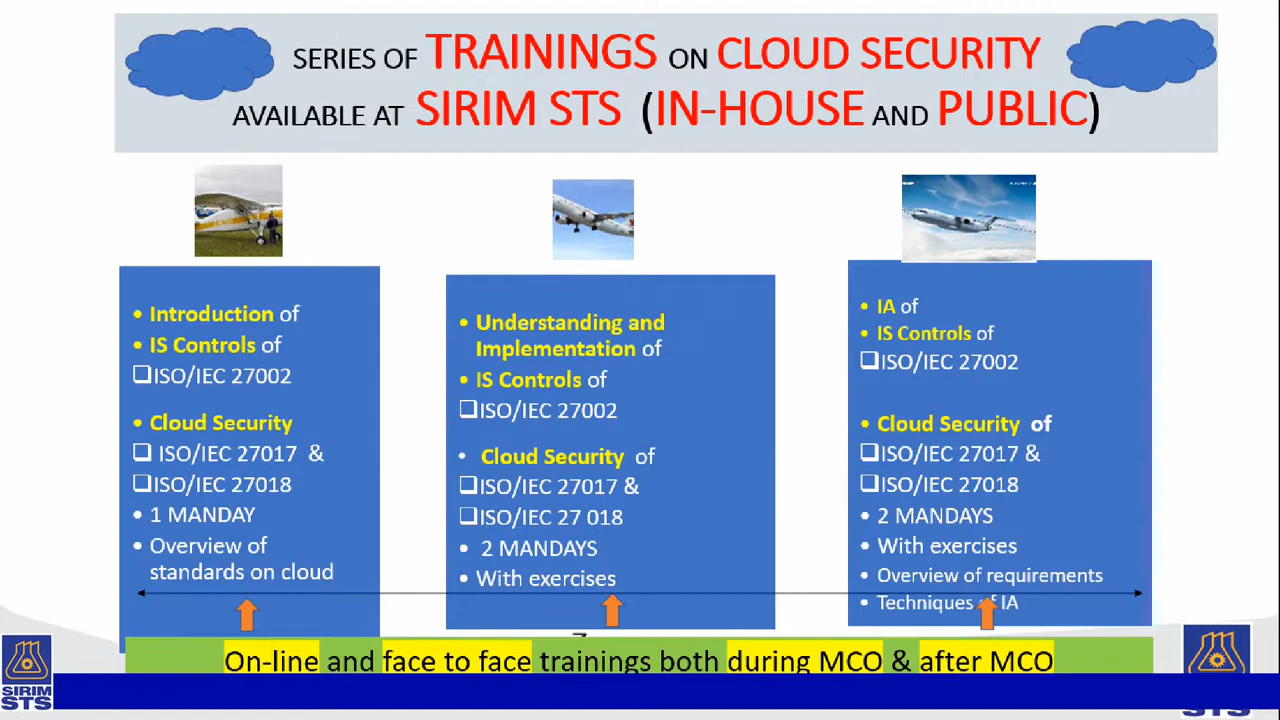 SERIES OF TRAININGS ON CLOUD SECURITY
AVAILABLE AT SIRIM STS (IN-HOUSE AND PUBLIC)
• Introduction of
• IS Controls of
❑ISO/IEC 27002
• Cloud Security
❑ ISO/IEC 27017 &
❑ISO/IEC 27018
• 1 MANDAY
• Overview of
standards on cloud
• Understanding and
Implementation of
• IS Controls of
❑ISO/IEC 27002
• Cloud Security of
❑ISO/IEC 27017 &
❑ISO/IEC 27 018
• 2 MANDAYS
• With exercises
• IA of
• IS Controls of
❑ISO/IEC 27002
• Cloud Security of
❑ISO/IEC 27017 &
❑ISO/IEC 27018
• 2 MANDAYS
• With exercises
• Overview of requirements
• Techniques of IA
On-line and face to face trainings both during MCO & after MCO
SIRIM
STS
STS